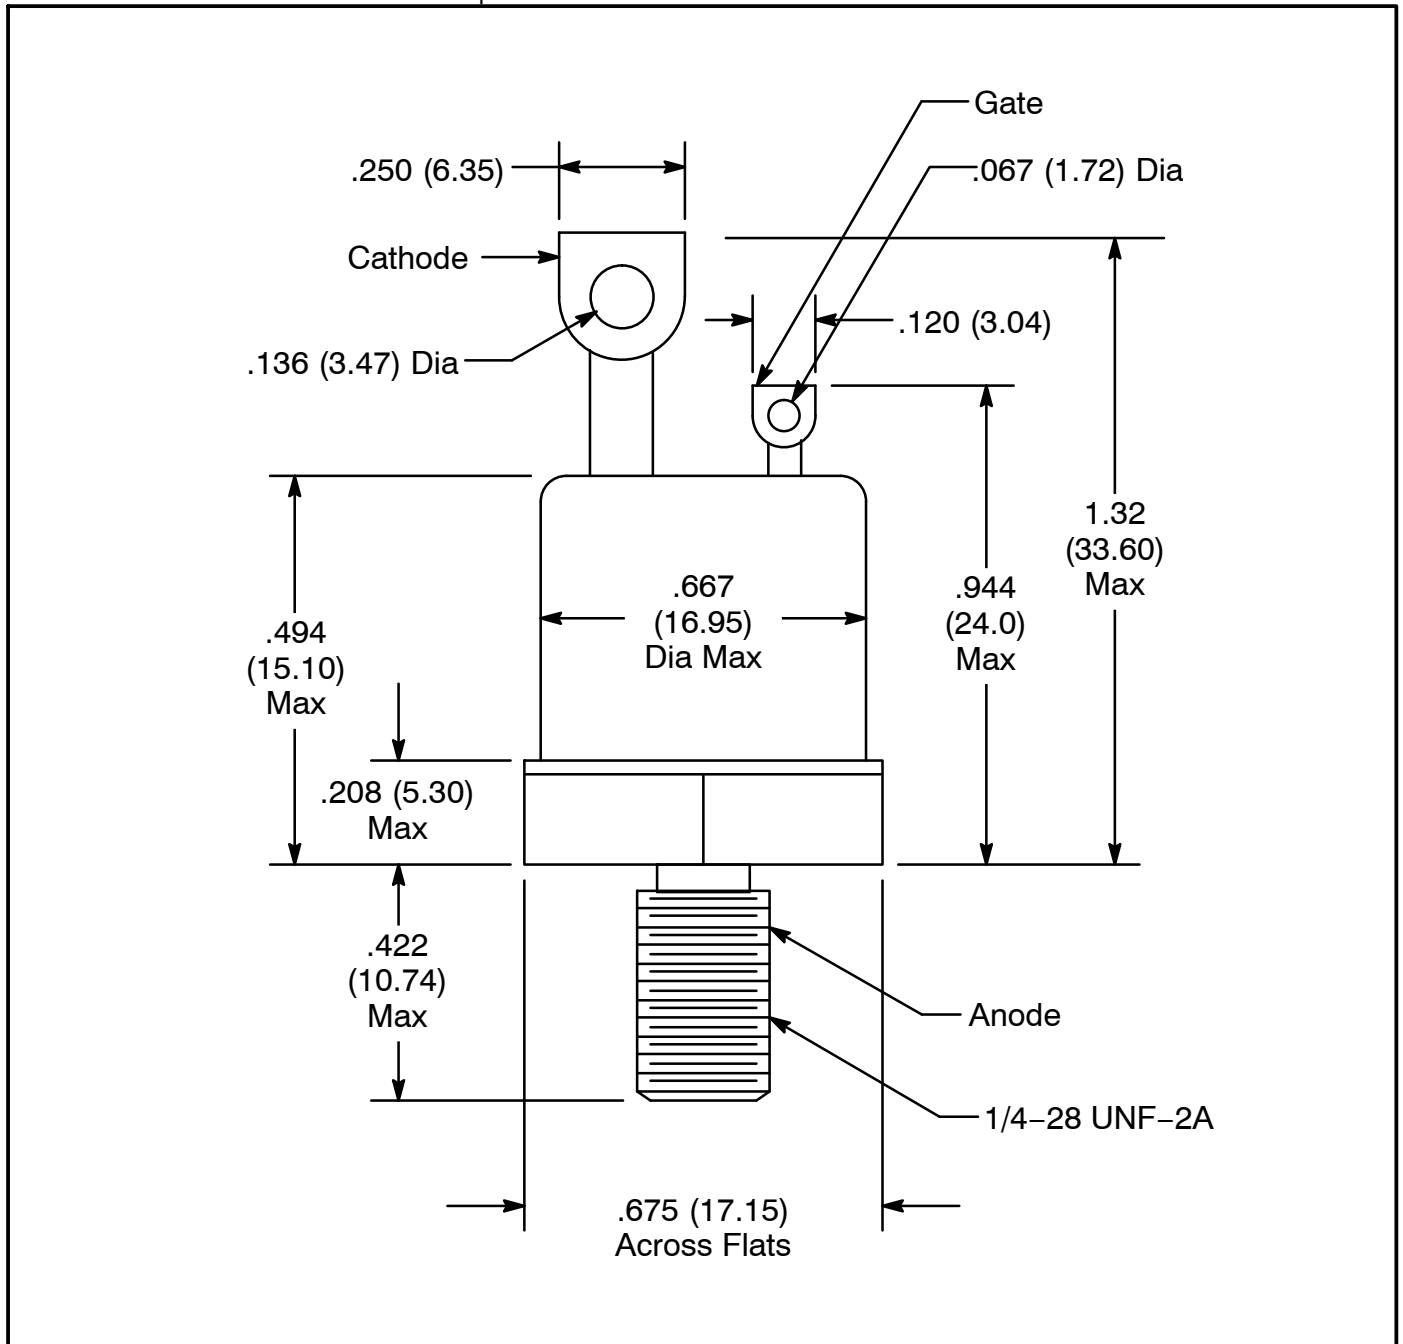 Gate
.250 (6.35)
.067 (1.72) Dia
Cathode
.120 (3.04)
.136 (3.47) Dia
1.32
(33.60)
Max
.667
(16.95)
Dia Max
.944
(24.0)
Max
.494
(15.10)
Max
.208 (5.30)
Max
.422
(10.74)
Max
Anode
1/4–28 UNF–2A
.675 (17.15)
Across Flats